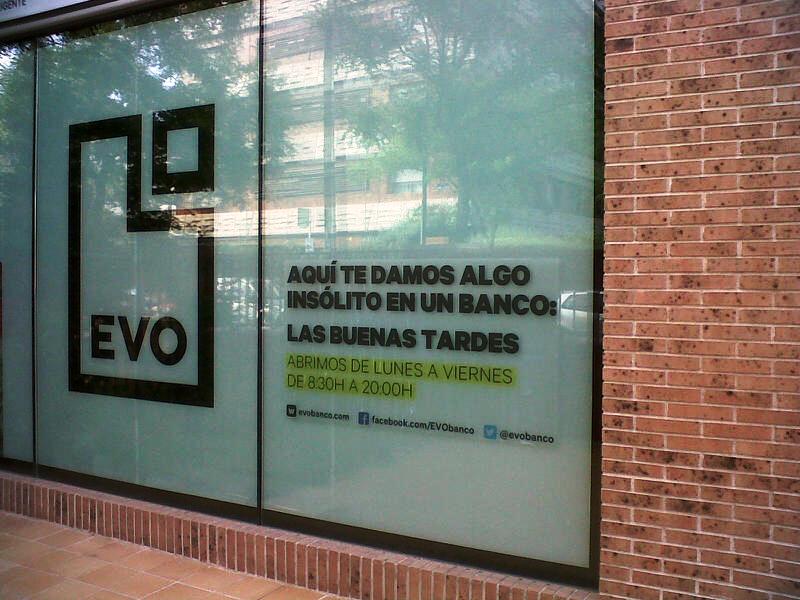 IGENTE
EVO
AQUÍ TE DAMOS ALGO
INSÓLITO EN UN BANCO:
LAS BUENAS TARDES
ABRIMOS DE LUNES A VIERNES
DE 8:30H A 20:00H
evobanco.com facebook.com/EVObanco @evobanco